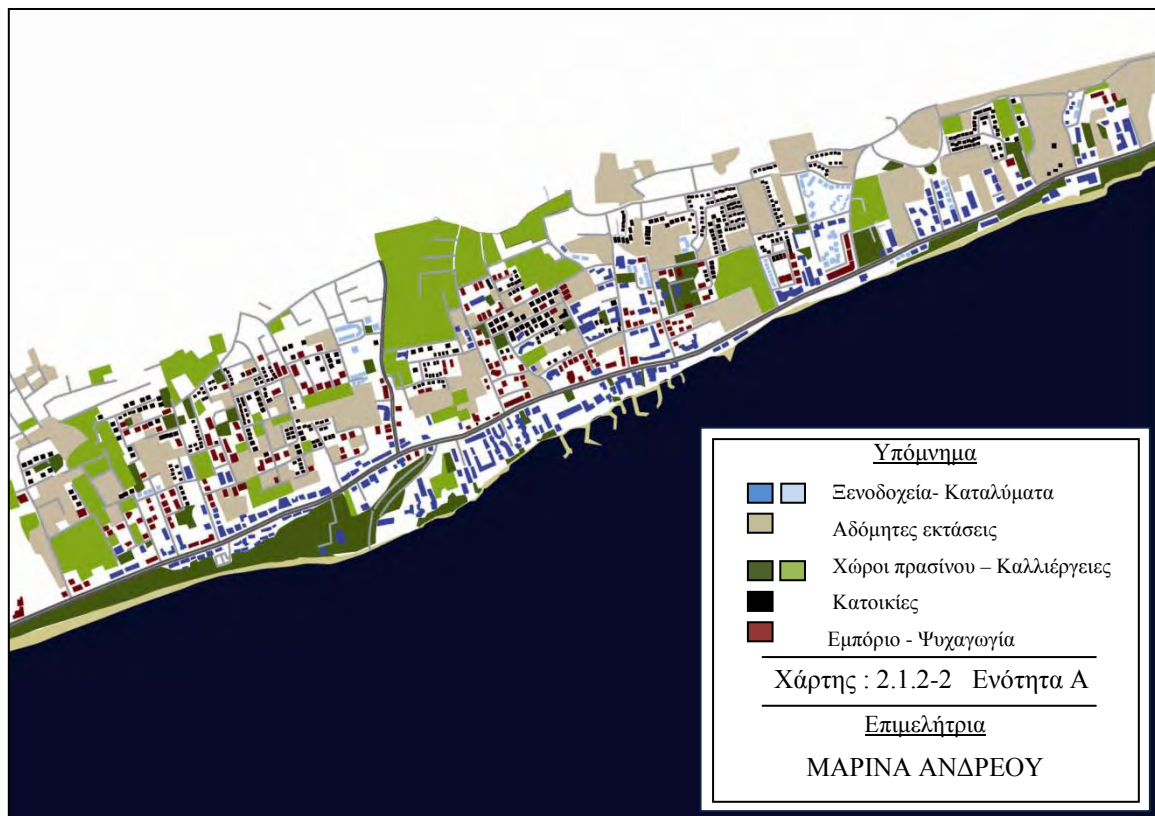 Υπόμνημα
Ξενοδοχεία- Καταλύματα
Αδόμητες εκτάσεις
Χώροι πρασίνου – Καλλιέργειες
Κατοικίες
Εμπόριο - Ψυχαγωγία
Χάρτης : 2.1.2-2 Ενότητα Α
Επιμελήτρια
ΜΑΡΙΝΑ ΑΝΔΡΕΟΥ